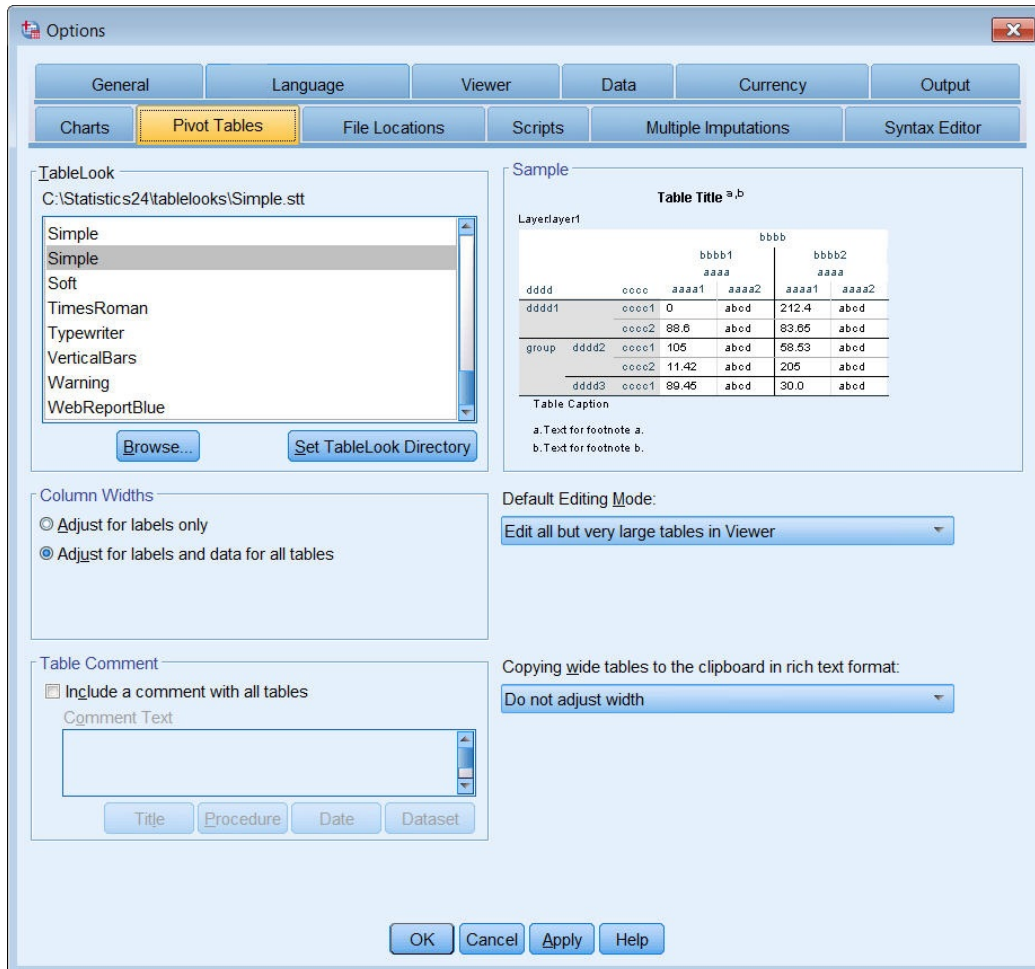 Options
General Language Viewer Data Currency Output
Charts Pivot Tables File Locations Scripts Multiple Imputations Syntax Editor
TableLook
C:\Statistics24\tablelooks\Simple.stt
Simple
Simple
Soft
TimesRoman
Typewriter
VerticalBars
Warning
WebReportBlue
Browse...
Set TableLook Directory
Sample
Table Title a,b
Layer:layer1
bbbb
bbbb1 bbbb2
aaaa aaaa
dddd cccc aaaa1 aaaa2 aaaa1 aaaa2
dddd1 cccc1 0 abcd 212.4 abcd
cccc2 88.6 abcd 83.65 abcd
group dddd2 cccc1 105 abcd 58.53 abcd
cccc2 11.42 abcd 205 abcd
dddd3 cccc1 89.45 abcd 30.0 abcd
Table Caption
a.Text for footnote a.
b.Text for footnote b.
Column Widths
Adjust for labels only
Adjust for labels and data for all tables
Default Editing Mode:
Edit all but very large tables in Viewer
Table Comment
Include a comment with all tables
Comment Text
Title Procedure Date Dataset
Copying wide tables to the clipboard in rich text format:
Do not adjust width
OK Cancel Apply Help